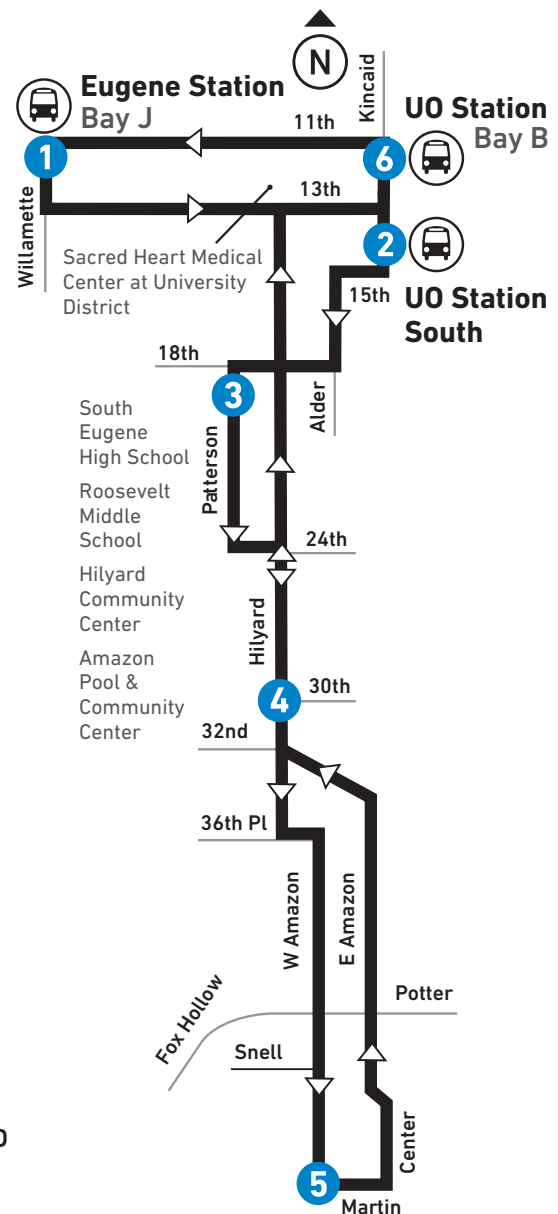 N
Kincaid
Eugene Station
Bay J
UO Station
Bay B
11th
1
6
13th
Willamette
2
Sacred Heart Medical
Center at University
District
15th
UO Station
South
18th
3
Alder
South
Eugene
High School
Patterson
Roosevelt
Middle
School
24th
Hilyard
Community
Center
Hilyard
Amazon
Pool &
Community
Center
4
30th
32nd
36th Pl
W Amazon
E Amazon
Potter
Fox Hollow
Snell
Center
5
Martin